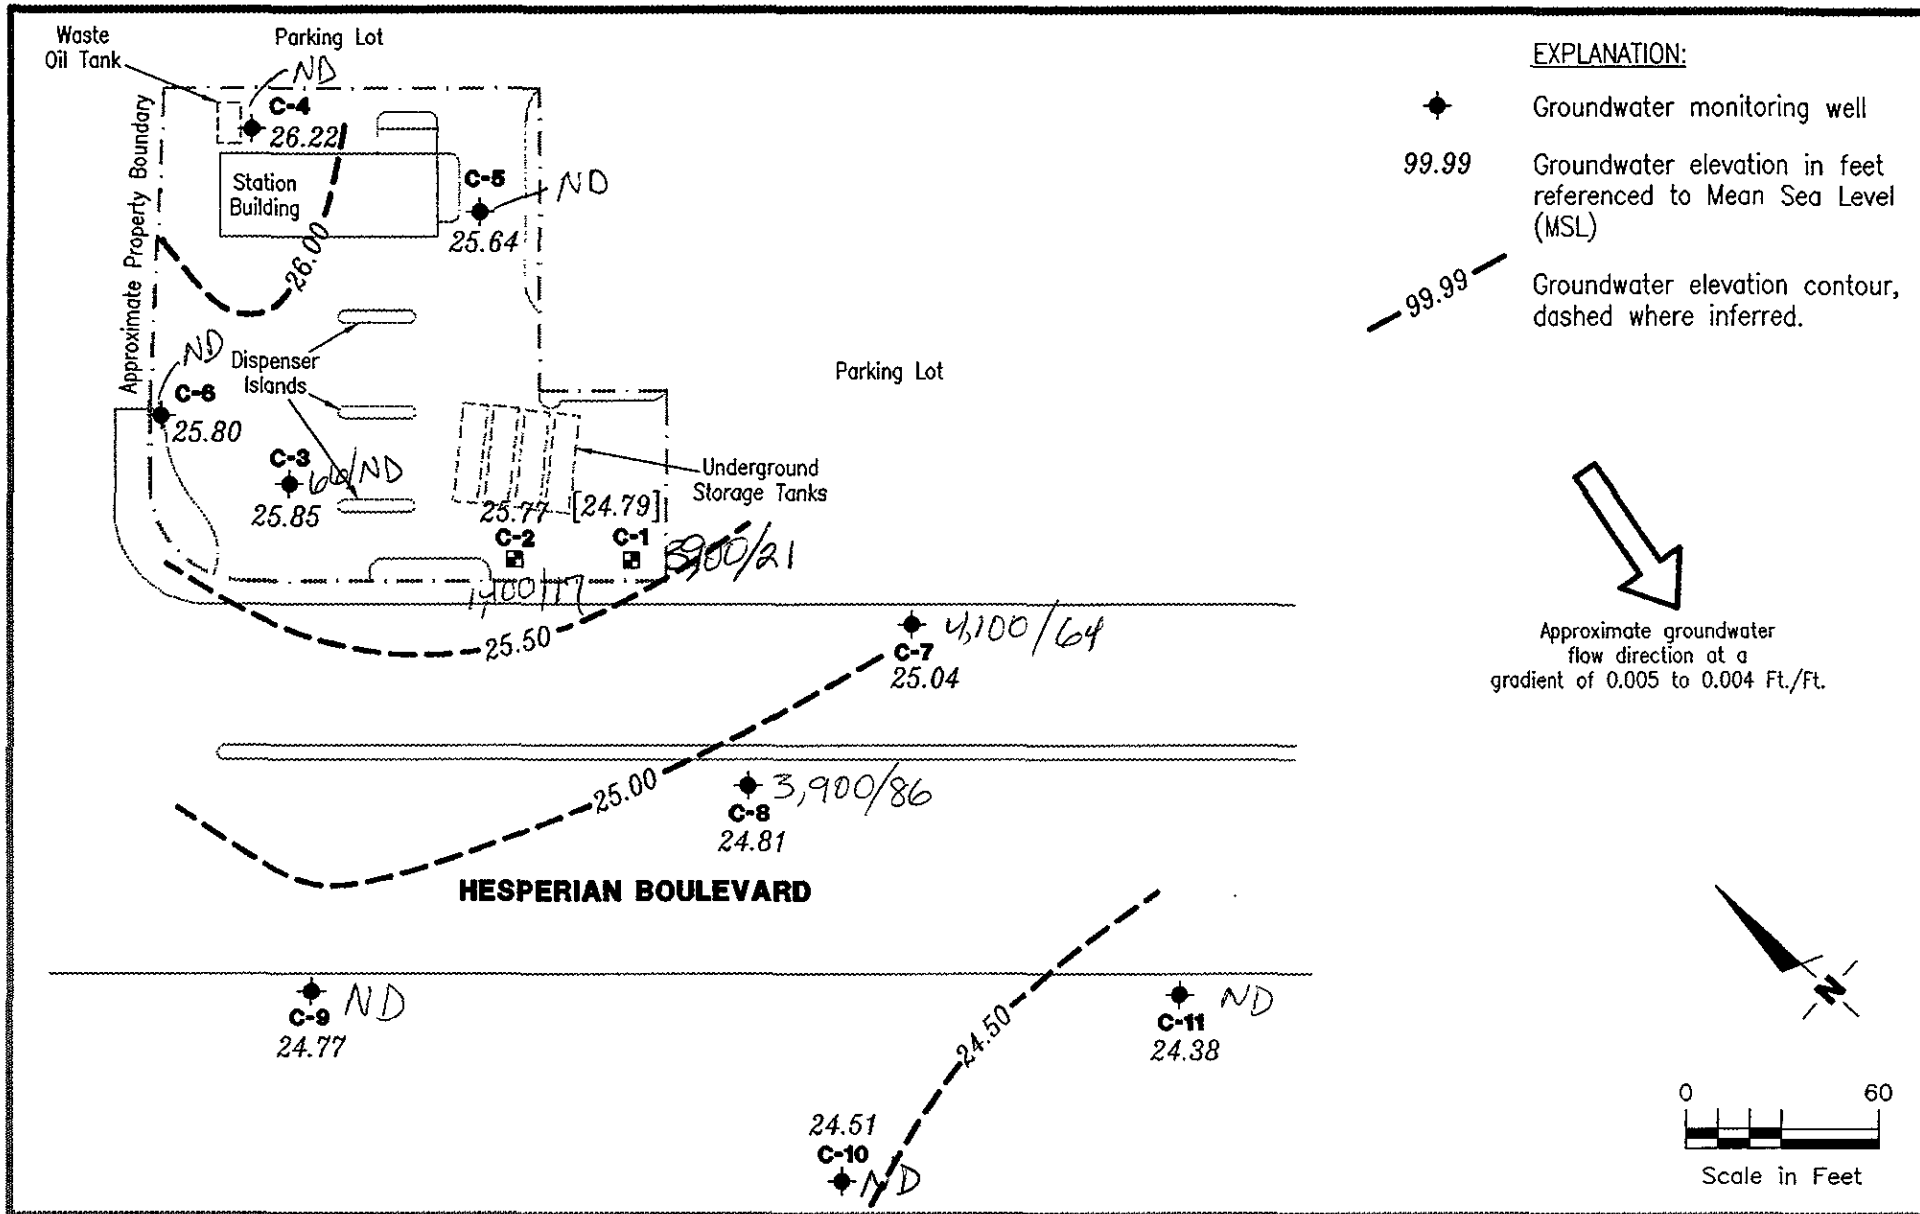 Waste
Oil Tank
Parking Lot
ND
C-4
26.22
Approximate Property Boundary
Station
Building
C-5
ND
25.64
26.00
ND
Dispenser
Islands
C-6
25.80
C-3
/ND
25.85
Parking Lot
Underground
Storage Tanks
25.77
[24.79]
C-2
C-1
/21
1,400/17
25.50
4,100/64
C-7
25.04
25.00
3,900/86
C-8
24.81
HESPERIAN BOULEVARD
C-9
ND
24.77
24.50
C-11
ND
24.38
24.51
C-10
ND
EXPLANATION:
Groundwater monitoring well
99.99
Groundwater elevation in feet
referenced to Mean Sea Level
(MSL)
99.99
Groundwater elevation contour,
dashed where inferred.
Approximate groundwater
flow direction at a
gradient of 0.005 to 0.004 Ft./Ft.
N
0 60
Scale in Feet